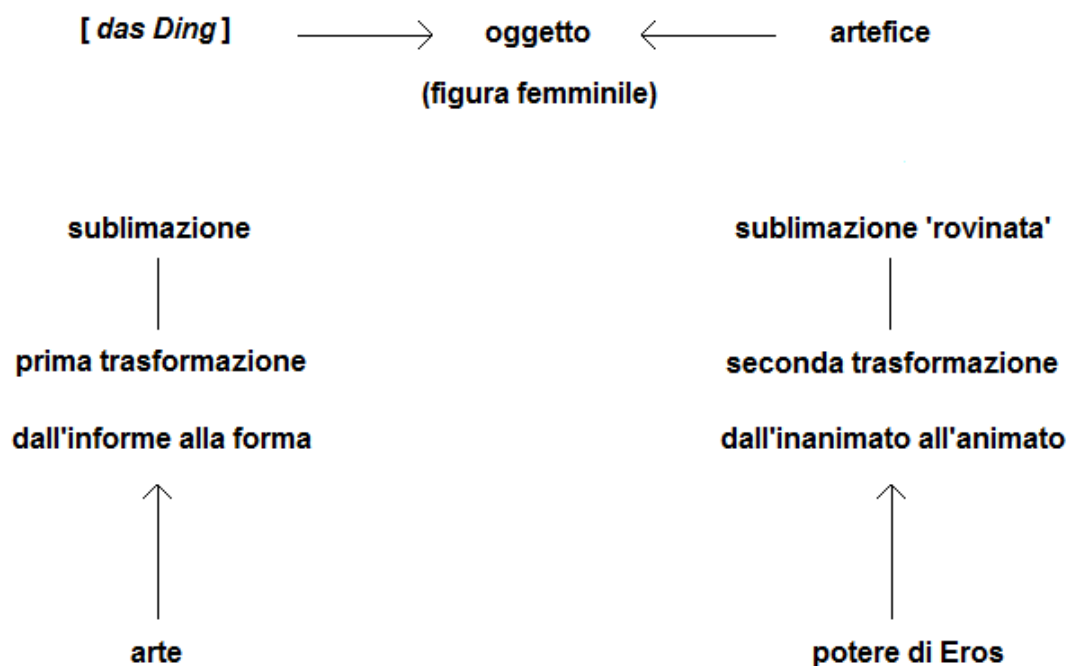 [ das Ding ] oggetto artefice
(figura femminile)
sublimazione sublimazione 'rovinata'
prima trasformazione seconda trasformazione
dall'informe alla forma dall'inanimato all'animato
arte potere di Eros